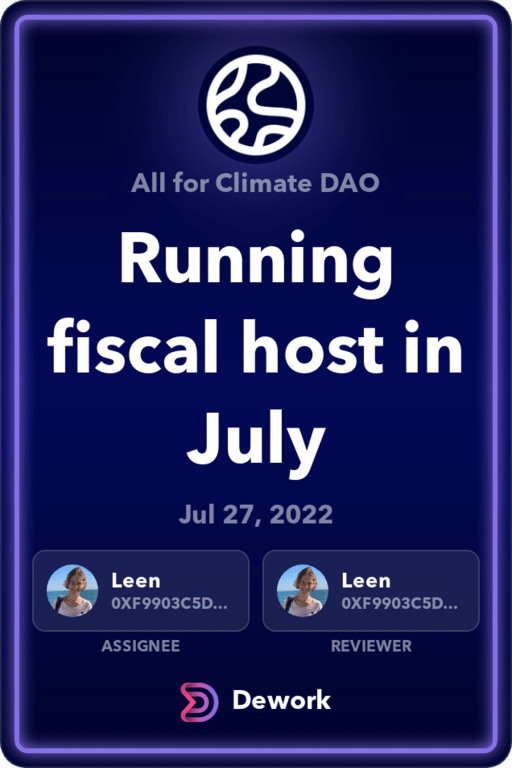 All for Climate DAO
Running
fiscal host in
July
Jul 27, 2022
Leen
0XF9903C5D...
ASSIGNEE
Leen
0XF9903C5D...
REVIEWER
Dework